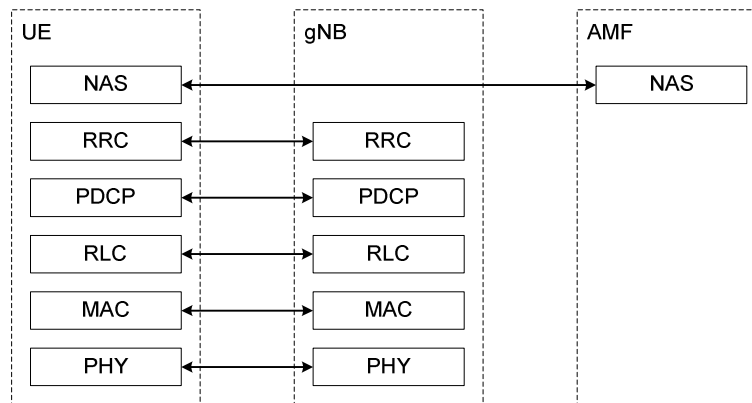 UE gNB AMF
NAS NAS
RRC RRC
PDCP PDCP
RLC RLC
MAC MAC
PHY PHY